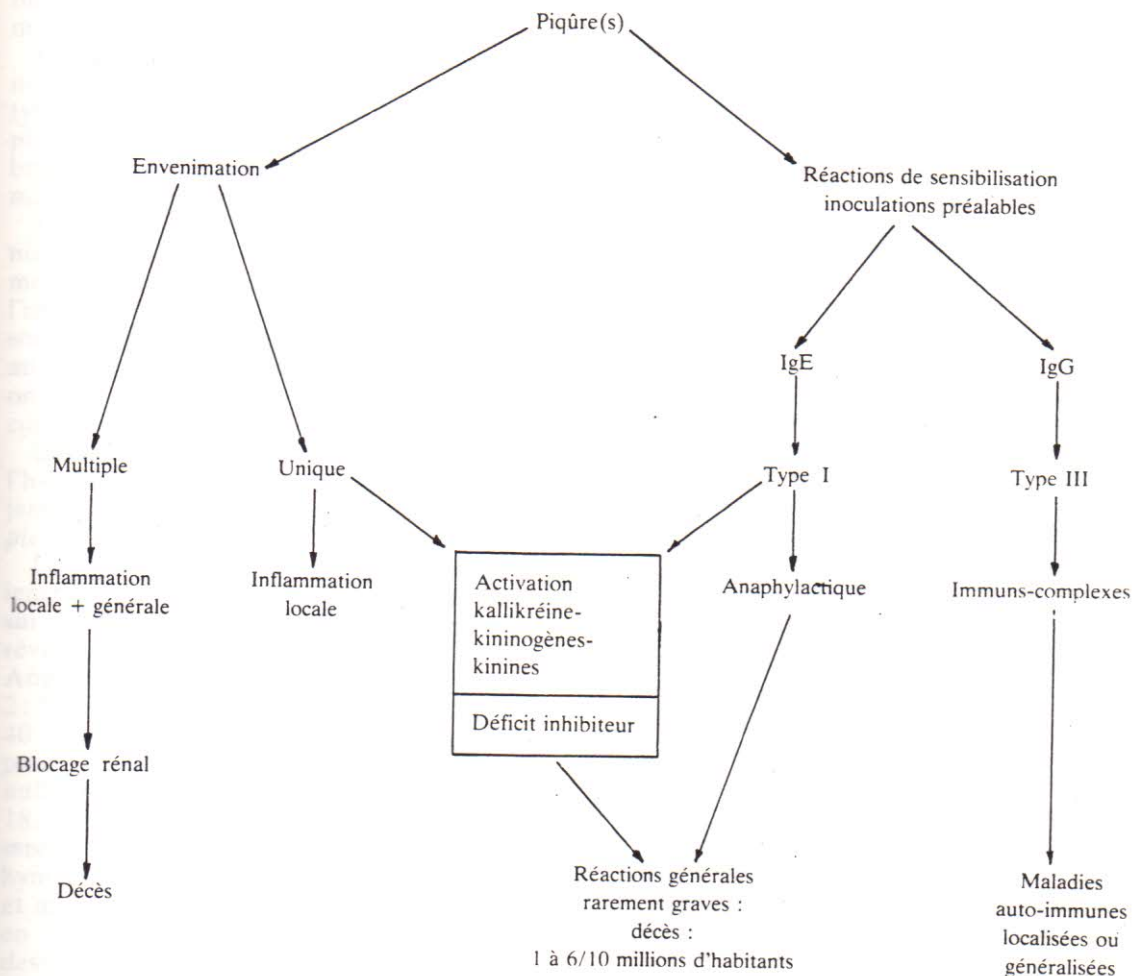 Piqûre(s)
Envenimation
Réactions de sensibilisation
inoculations préalables
IgE
IgG
Multiple
Unique
Type I
Type III
Inflammation
locale + générale
Inflammation
locale
Activation
kallikréine-
kininogènes-
kinines
Déficit inhibiteur
Anaphylactique
Immuns-complexes
Blocage rénal
Décès
Réactions générales
rarement graves :
décès :
1 à 6/10 millions d'habitants
Maladies
auto-immunes
localisées ou
généralisées